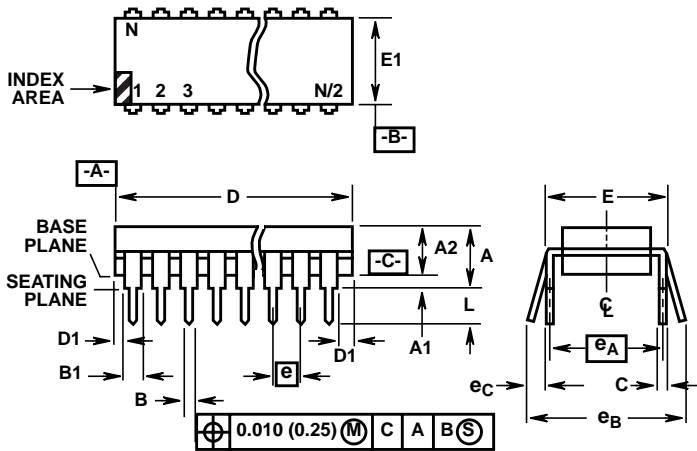 N
E1
INDEX
AREA
1 2 3 N/2
-B-
-A-
D
E
BASE
PLANE
A2
A
-C-
SEATING
PLANE
L
C
L
D1
A1
D1
eA
B1
e
eC
C
B
eB
0.010 (0.25) M C A B S